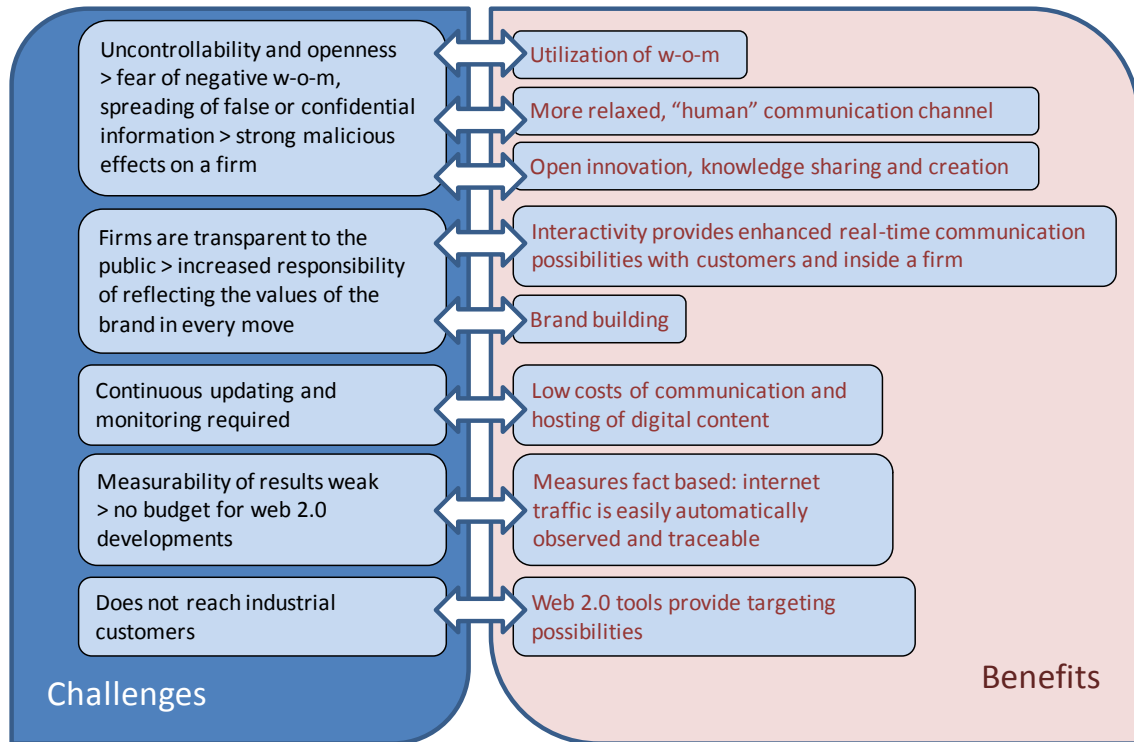 Uncontrollability and openness
> fear of negative w-o-m,
spreading of false or confidential
information > strong malicious
effects on a firm
Utilization of w-o-m
More relaxed, “human” communication channel
Open innovation, knowledge sharing and creation
Firms are transparent to the
public > increased responsibility
of reflecting the values of the
brand in every move
Interactivity provides enhanced real-time communication
possibilities with customers and inside a firm
Brand building
Continuous updating and
monitoring required
Low costs of communication and
hosting of digital content
Measurability of results weak
> no budget for web 2.0
developments
Measures fact based: internet
traffic is easily automatically
observed and traceable
Does not reach industrial
customers
Web 2.0 tools provide targeting
possibilities
Challenges
Benefits